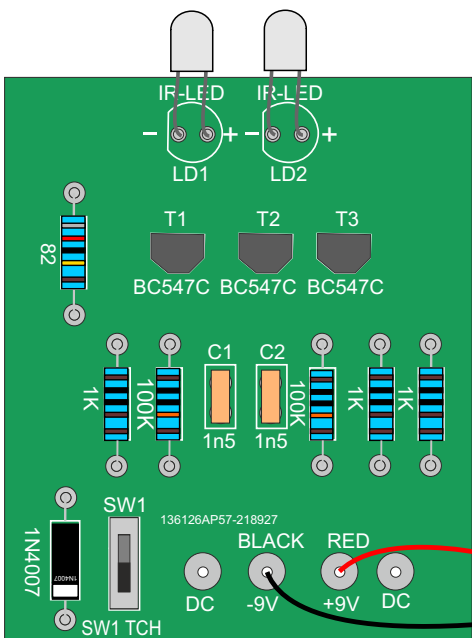 IR-LED IR-LED
- + - +
LD1 LD2
T1 T2 T3
BC547C BC547C BC547C
82
C1 C2
1K 100K 100K 1K 1K
1n5 1n5
SW1
136126AP57-218927
1N4007 1N4007
BLACK RED
DC -9V +9V DC
SW1 TCH